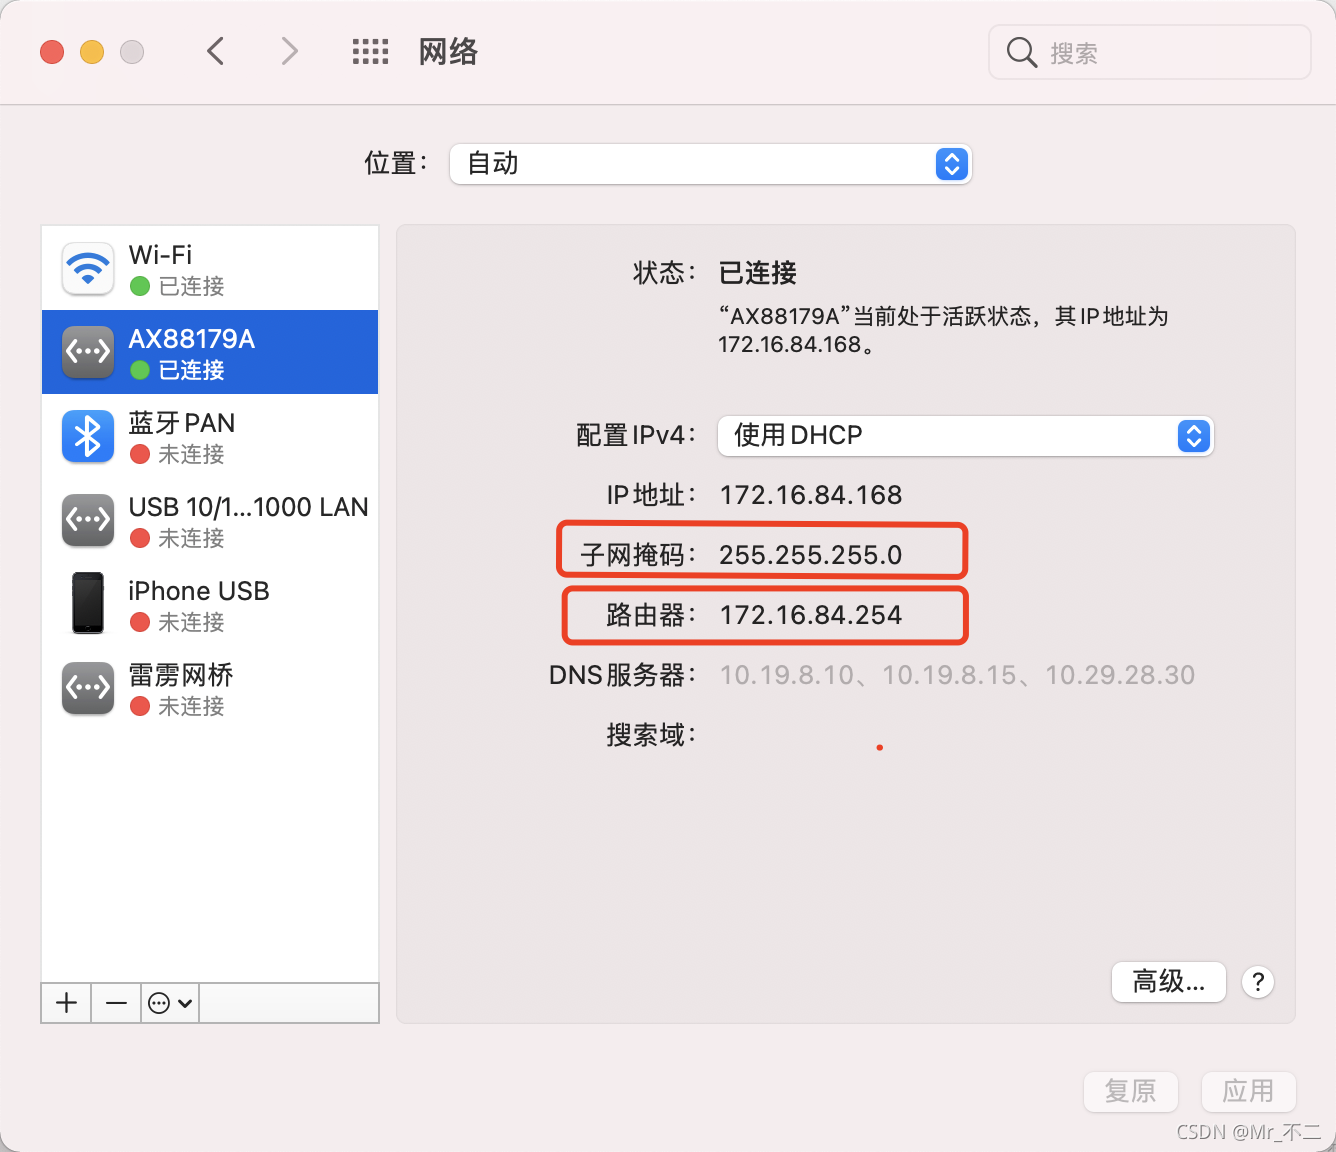 网络
搜索
位置：
自动
Wi-Fi
已连接
AX88179A
已连接
蓝牙 PAN
未连接
USB 10/1...1000 LAN
未连接
iPhone USB
未连接
雷雳网桥
未连接
状态：
已连接
“AX88179A”当前处于活跃状态，其 IP 地址为
172.16.84.168。
配置 IPv4：
使用 DHCP
IP 地址：
172.16.84.168
子网掩码：
255.255.255.0
路由器：
172.16.84.254
DNS 服务器：
10.19.8.10、10.19.8.15、10.29.28.30
搜索域：
高级...
?
复原
应用
CSDN @Mr_不二